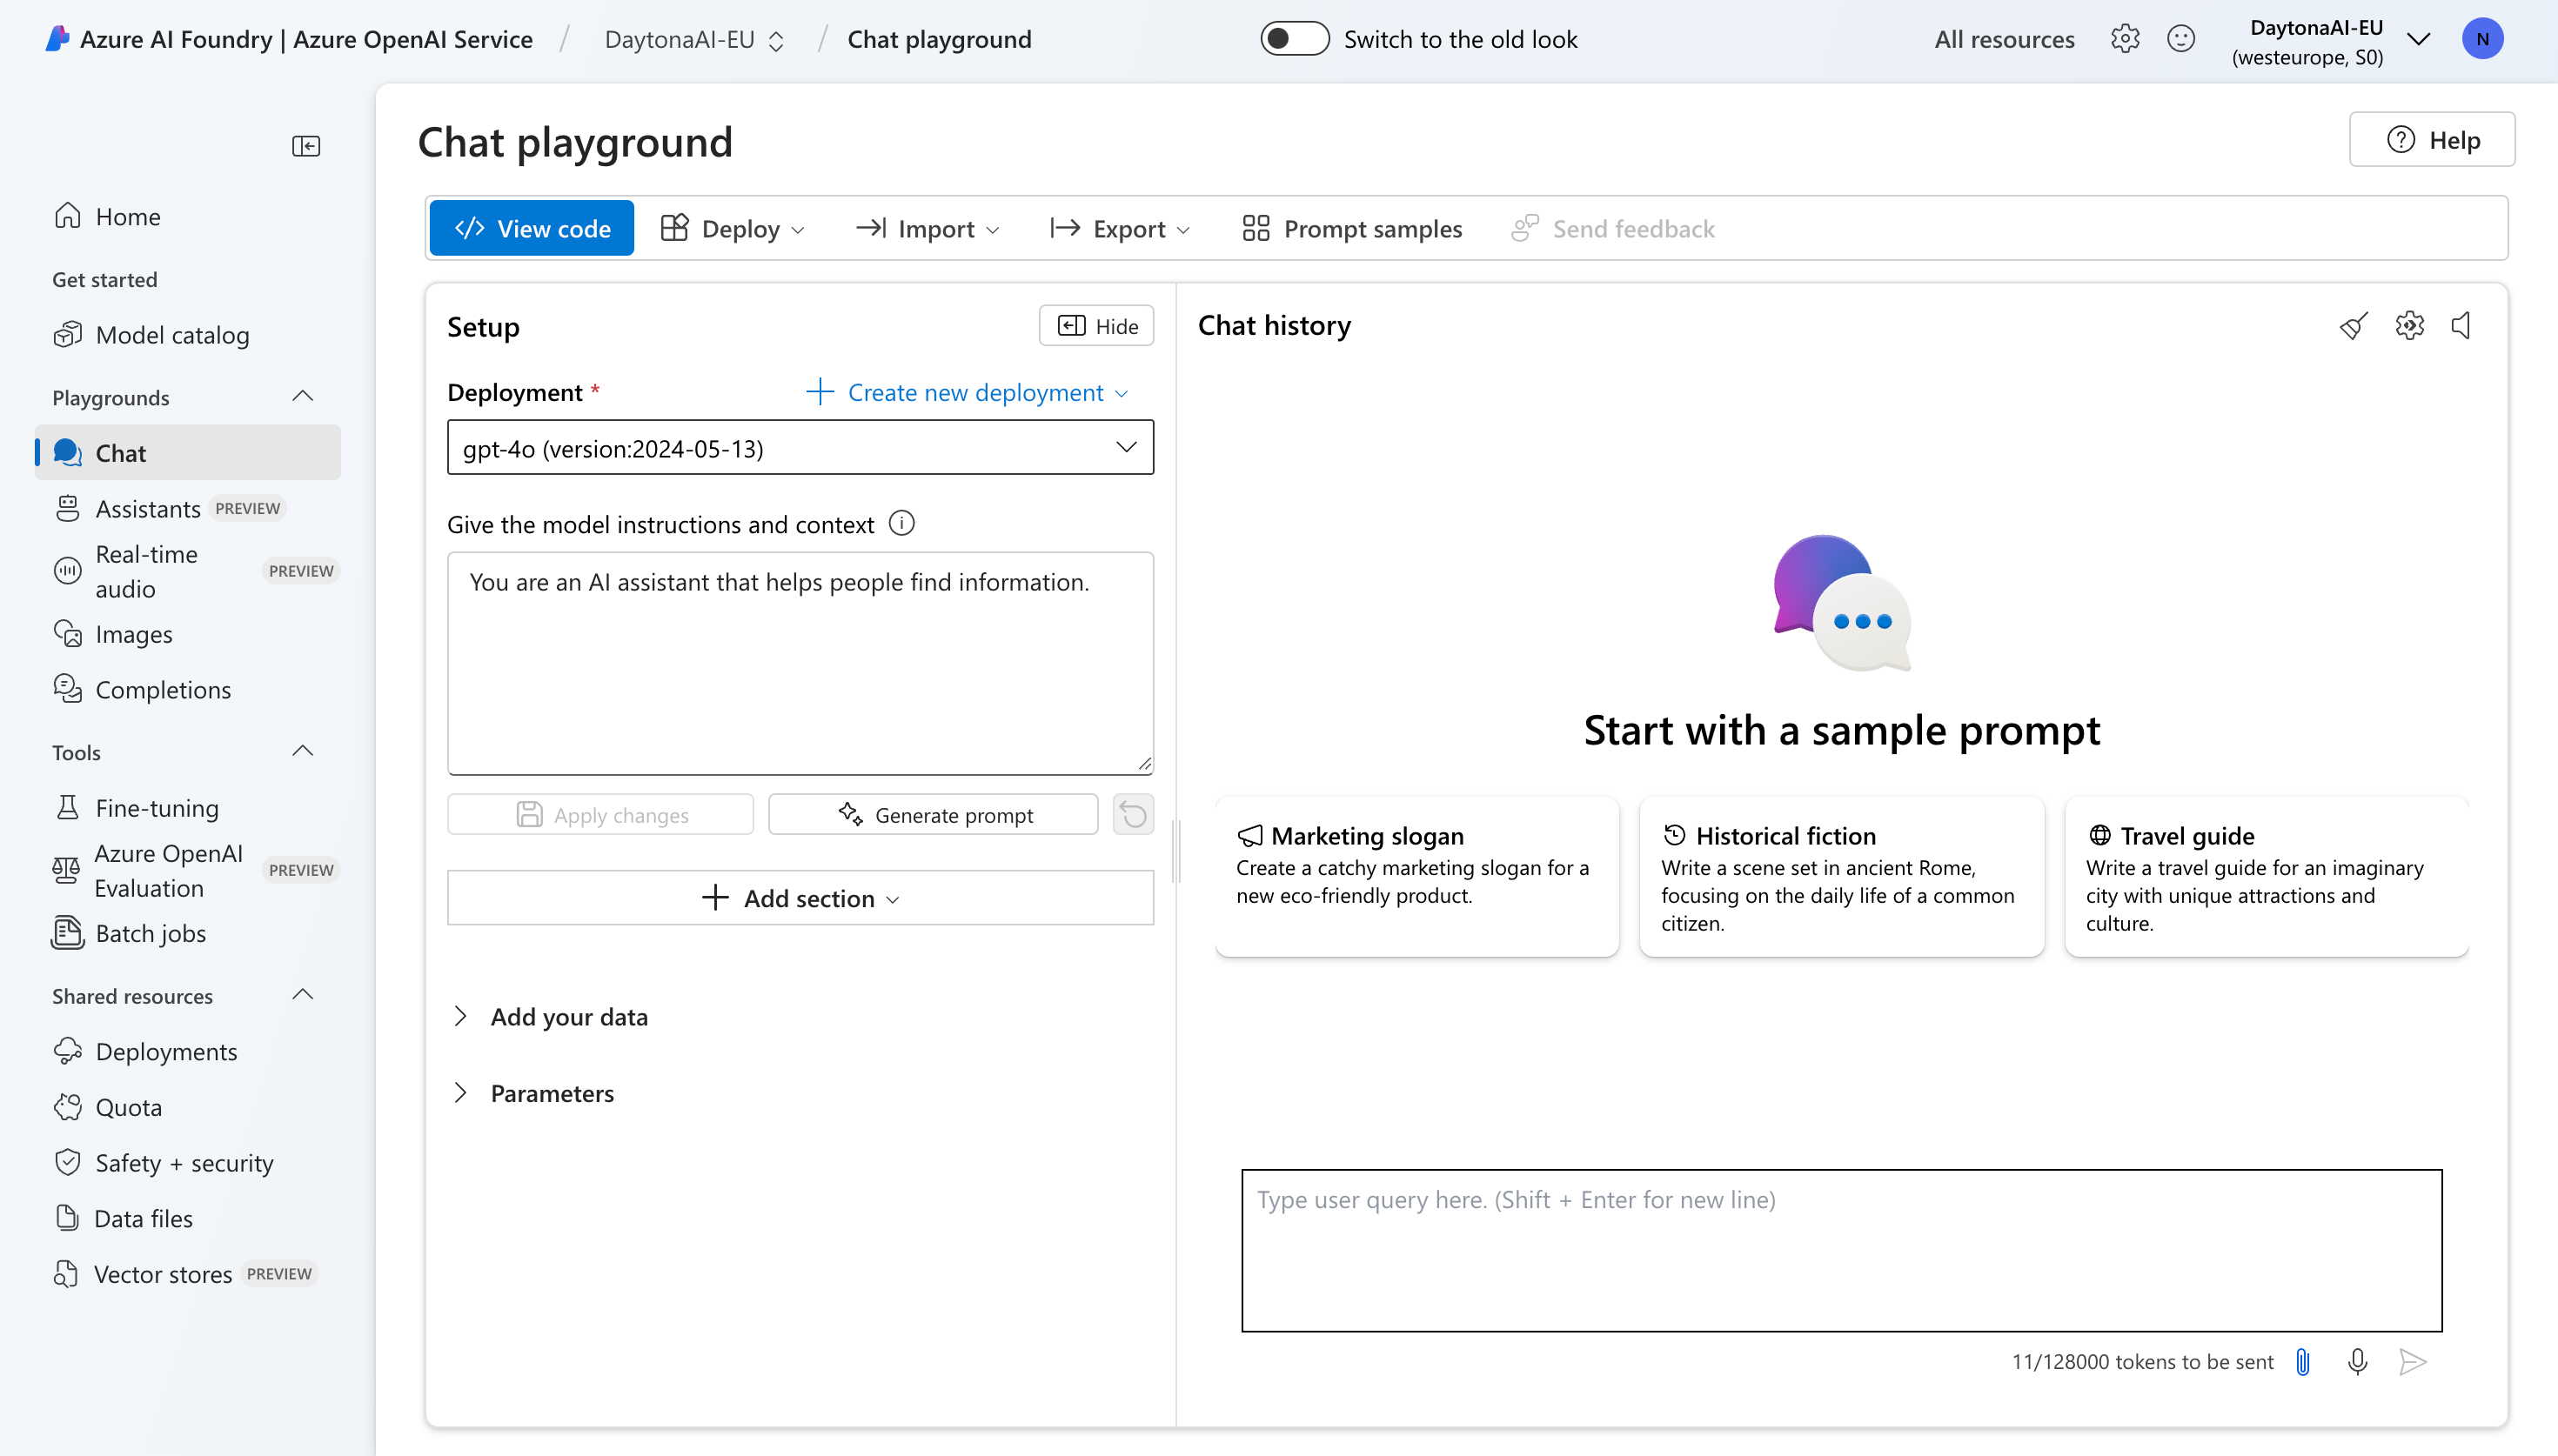 Azure AI Foundry | Azure OpenAI Service / DaytonaAI-EU / Chat playground
Switch to the old look
All resources
DaytonaAI-EU
(westeurope, S0)
N
Home
Get started
Model catalog
Playgrounds
Chat
Assistants PREVIEW
Real-time
audio
PREVIEW
Images
Completions
Tools
Fine-tuning
Azure OpenAI
Evaluation
PREVIEW
Batch jobs
Shared resources
Deployments
Quota
Safety + security
Data files
Vector stores PREVIEW
Chat playground
Help
View code
Deploy
Import
Export
Prompt samples
Send feedback
Setup
Hide
Deployment *
Create new deployment
gpt-4o (version:2024-05-13)
Give the model instructions and context
You are an AI assistant that helps people find information.
Apply changes
Generate prompt
Add section
Add your data
Parameters
Chat history
Start with a sample prompt
Marketing slogan
Create a catchy marketing slogan for a
new eco-friendly product.
Historical fiction
Write a scene set in ancient Rome,
focusing on the daily life of a common
citizen.
Travel guide
Write a travel guide for an imaginary
city with unique attractions and
culture.
Type user query here. (Shift + Enter for new line)
11/128000 tokens to be sent